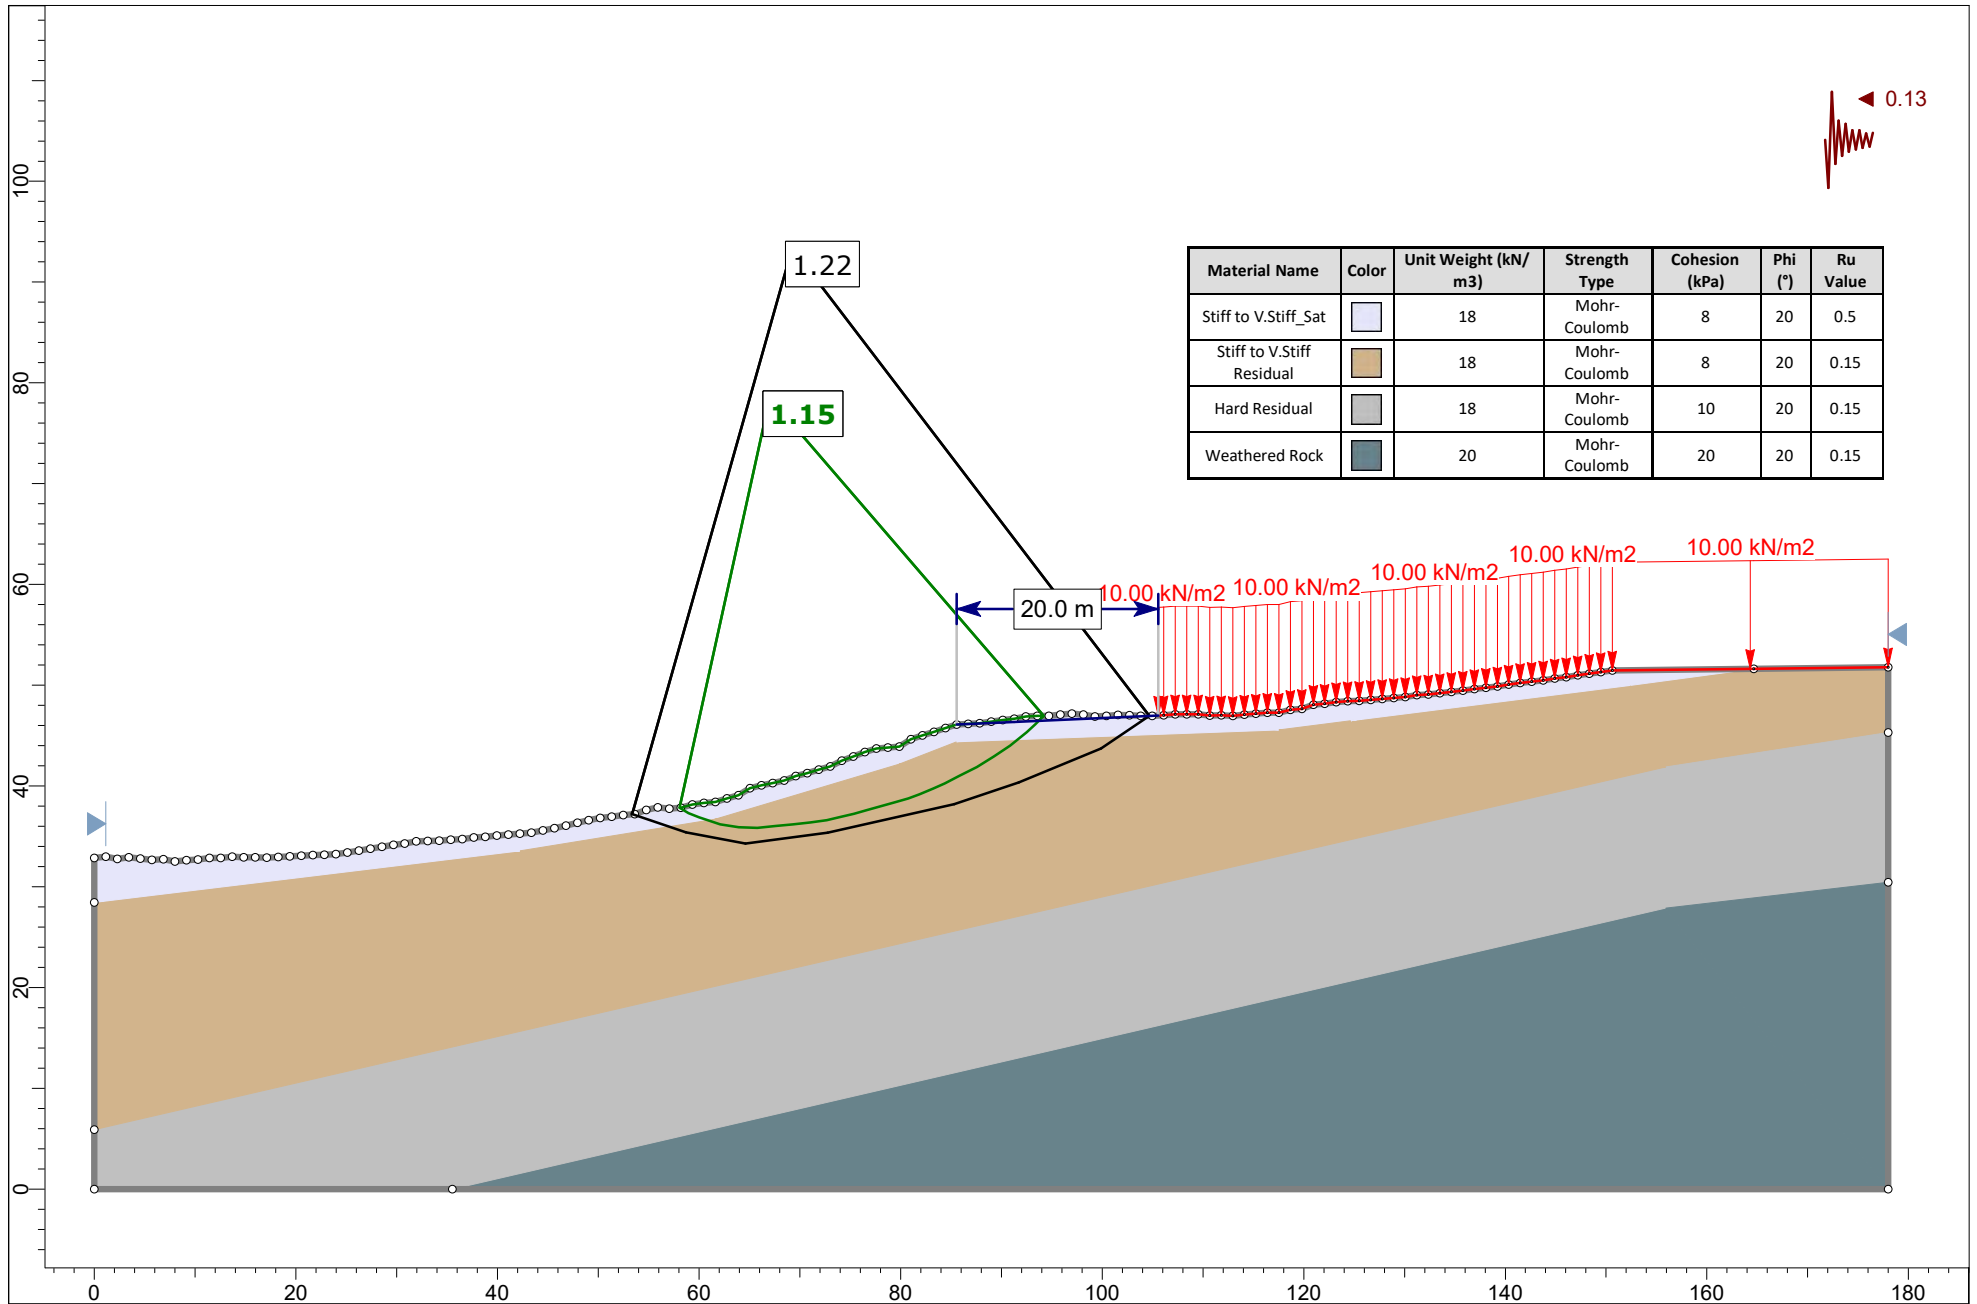 0.13
100
80
60
40
20
0
1.22
1.15
Material Name Color Unit Weight (kN/
m3) Strength
Type Cohesion
(kPa) Phi
(°) Ru
Value
Stiff to V.Stiff_Sat 18 Mohr-
Coulomb 8 20 0.5
Stiff to V.Stiff
Residual 18 Mohr-
Coulomb 8 20 0.15
Hard Residual 18 Mohr-
Coulomb 10 20 0.15
Weathered Rock 20 Mohr-
Coulomb 20 20 0.15
10.00 kN/m2 10.00 kN/m2 10.00 kN/m2 10.00 kN/m2 10.00 kN/m2
20.0 m
0 20 40 60 80 100 120 140 160 180